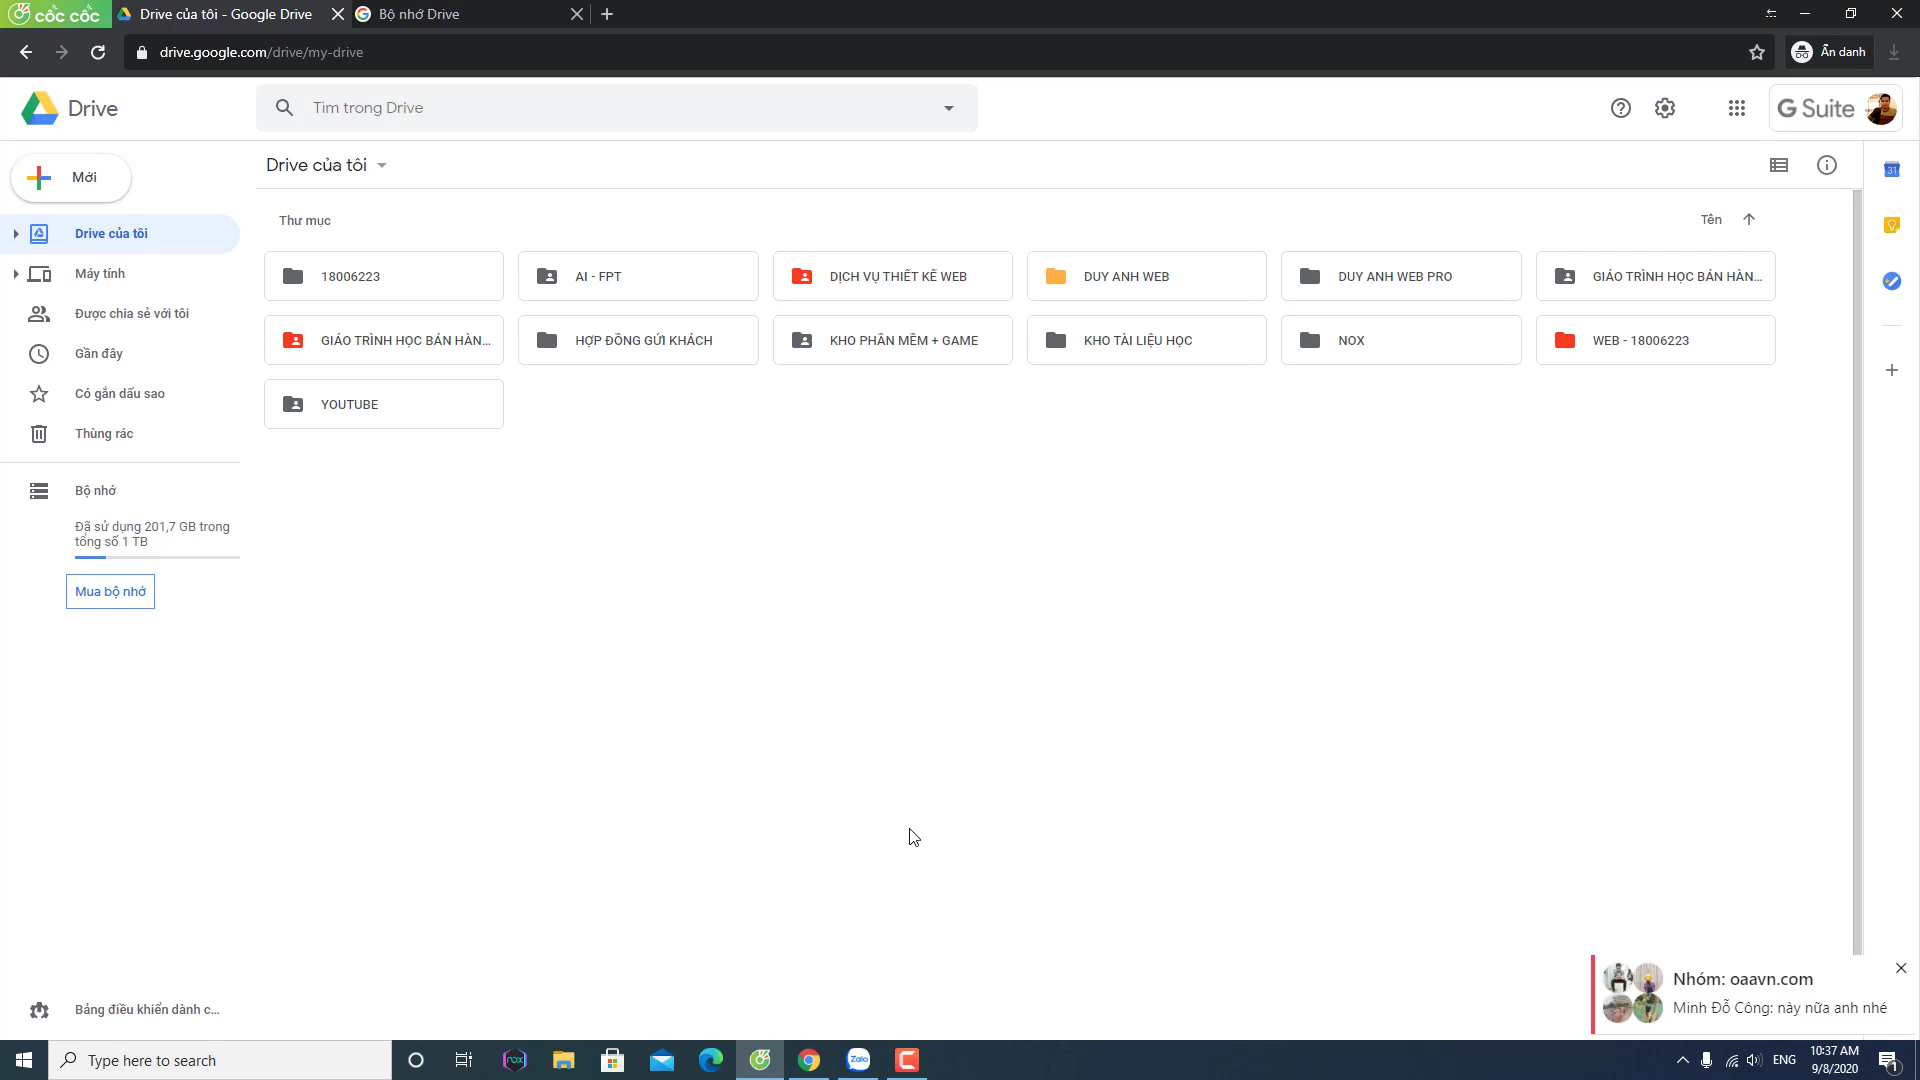 cốc cốc
Drive của tôi - Google Drive
Bộ nhớ Drive
drive.google.com/drive/my-drive
Ẩn danh
Drive
Tìm trong Drive
G Suite
Mới
Drive của tôi
Drive của tôi
Máy tính
Được chia sẻ với tôi
Gần đây
Có gắn dấu sao
Thùng rác
Bộ nhớ
Đã sử dụng 201,7 GB trong
tổng số 1 TB
Mua bộ nhớ
Bảng điều khiển dành c...
Thư mục
Tên
18006223
AI - FPT
DỊCH VỤ THIẾT KẾ WEB
DUY ANH WEB
DUY ANH WEB PRO
GIÁO TRÌNH HỌC BÁN HÀN...
GIÁO TRÌNH HỌC BÁN HÀN...
HỢP ĐỒNG GỬI KHÁCH
KHO PHẦN MỀM + GAME
KHO TÀI LIỆU HỌC
NOX
WEB - 18006223
YOUTUBE
31
Nhóm: oaavn.com
Minh Đỗ Công: này nữa anh nhé
Type here to search
nox
Zalo
ENG
10:37 AM
9/8/2020
1